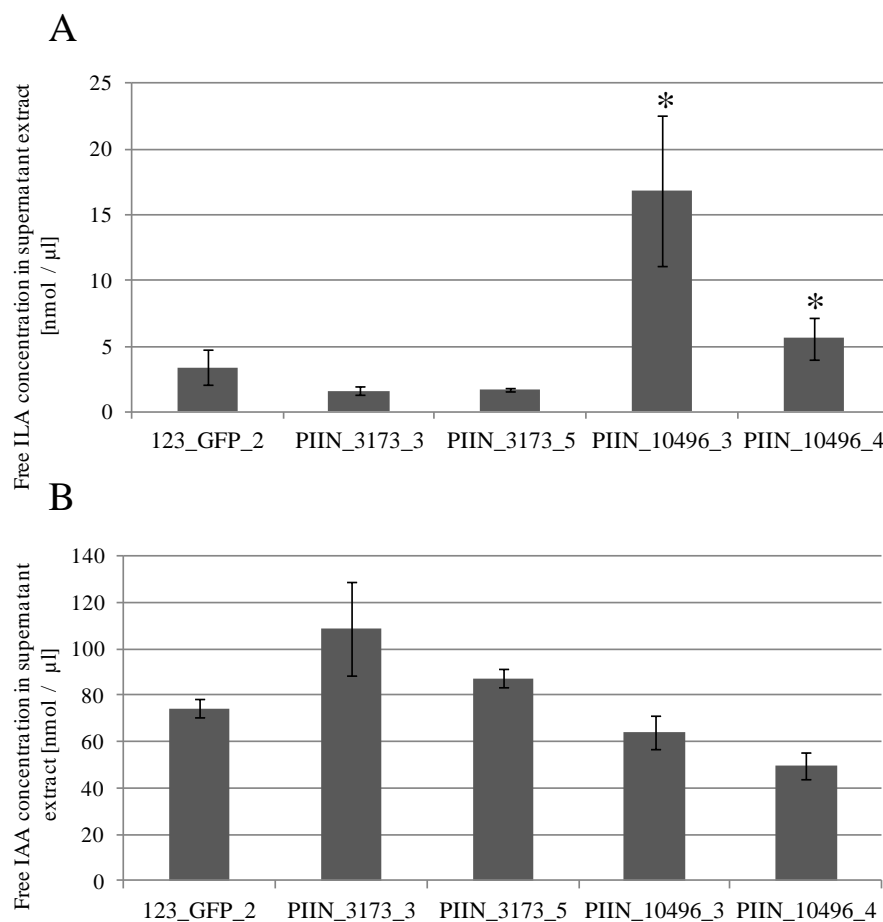 A
Free ILA concentration in supernatant extract
[nmol / µl]
25
20
15
10
5
0
*
*
123_GFP_2 PIIN_3173_3 PIIN_3173_5 PIIN_10496_3 PIIN_10496_4
B
Free IAA concentration in supernatant
extract [nmol / µl]
140
120
100
80
60
40
20
0
123_GFP_2 PIIN_3173_3 PIIN_3173_5 PIIN_10496_3 PIIN_10496_4